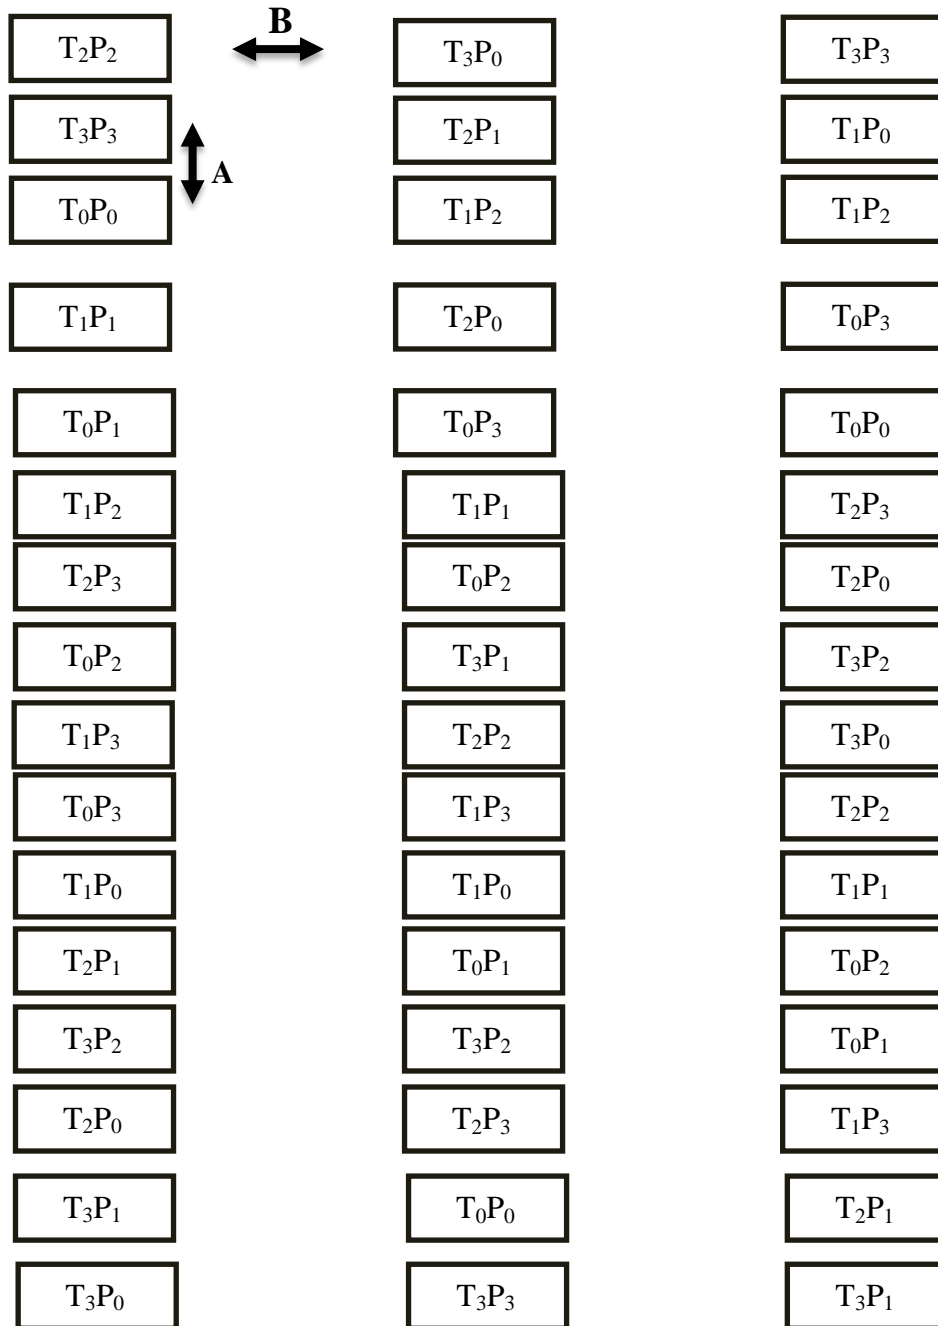 T₂P₂ B T₃P₀ T₃P₃
T₃P₃ T₂P₁ T₁P₀
A
T₀P₀ T₁P₂ T₁P₂
T₁P₁ T₂P₀ T₀P₃
T₀P₁ T₀P₃ T₀P₀
T₁P₂ T₁P₁ T₂P₃
T₂P₃ T₀P₂ T₂P₀
T₀P₂ T₃P₁ T₃P₂
T₁P₃ T₂P₂ T₃P₀
T₀P₃ T₁P₃ T₂P₂
T₁P₀ T₁P₀ T₁P₁
T₂P₁ T₀P₁ T₀P₂
T₃P₂ T₃P₂ T₀P₁
T₂P₀ T₂P₃ T₁P₃
T₃P₁ T₀P₀ T₂P₁
T₃P₀ T₃P₃ T₃P₁